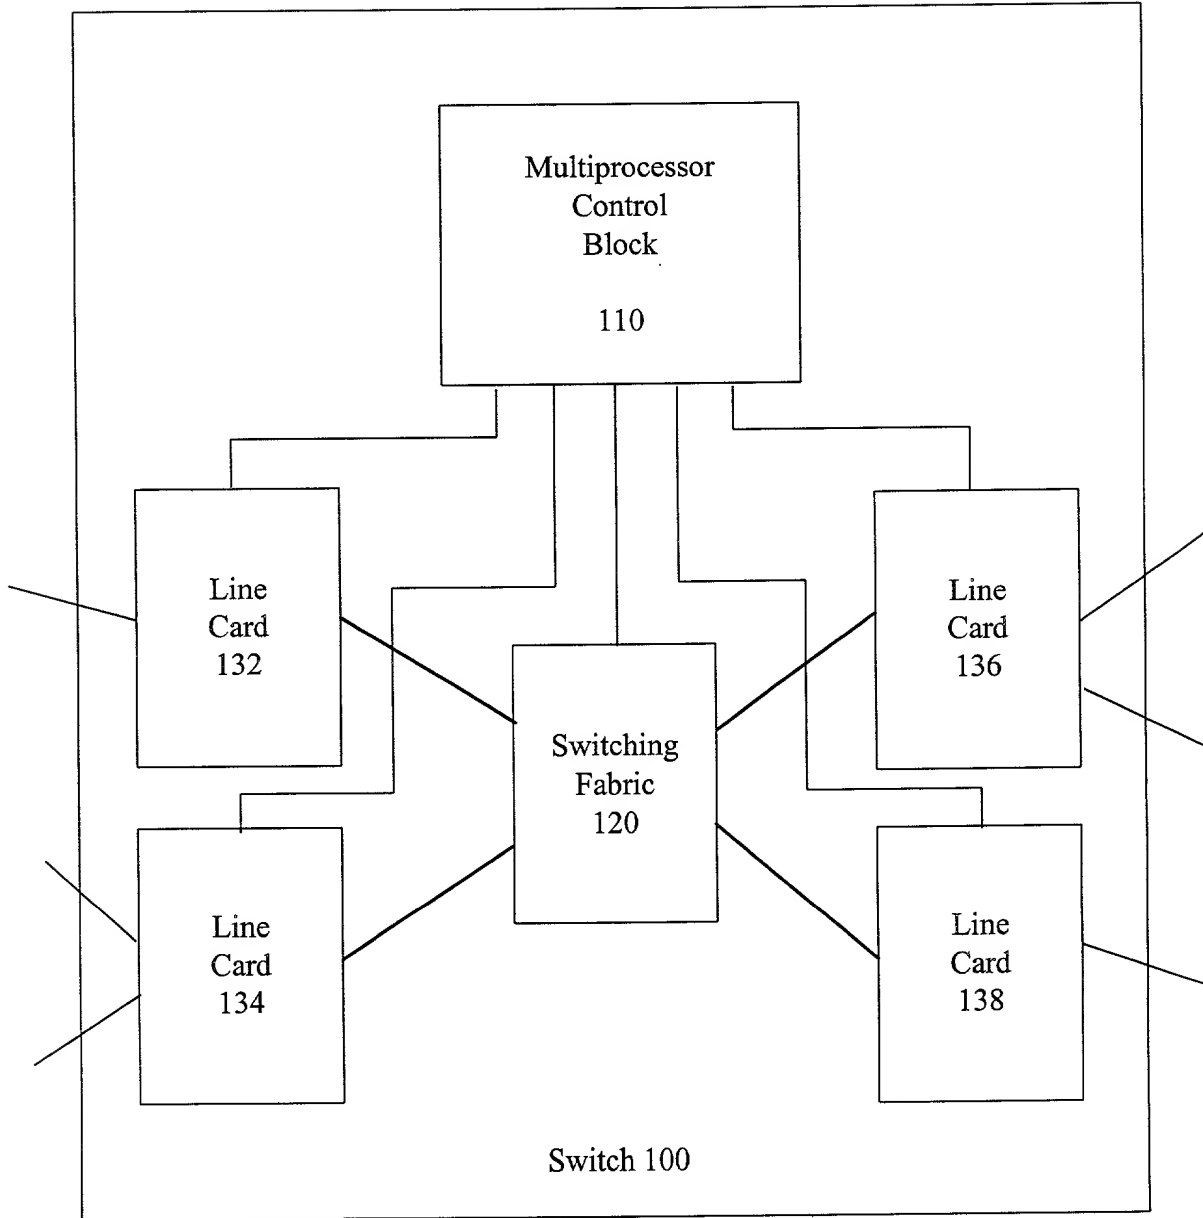 Multiprocessor
Control
Block
110
Line
Card
132
Line
Card
136
Switching
Fabric
120
Line
Card
134
Line
Card
138
Switch 100